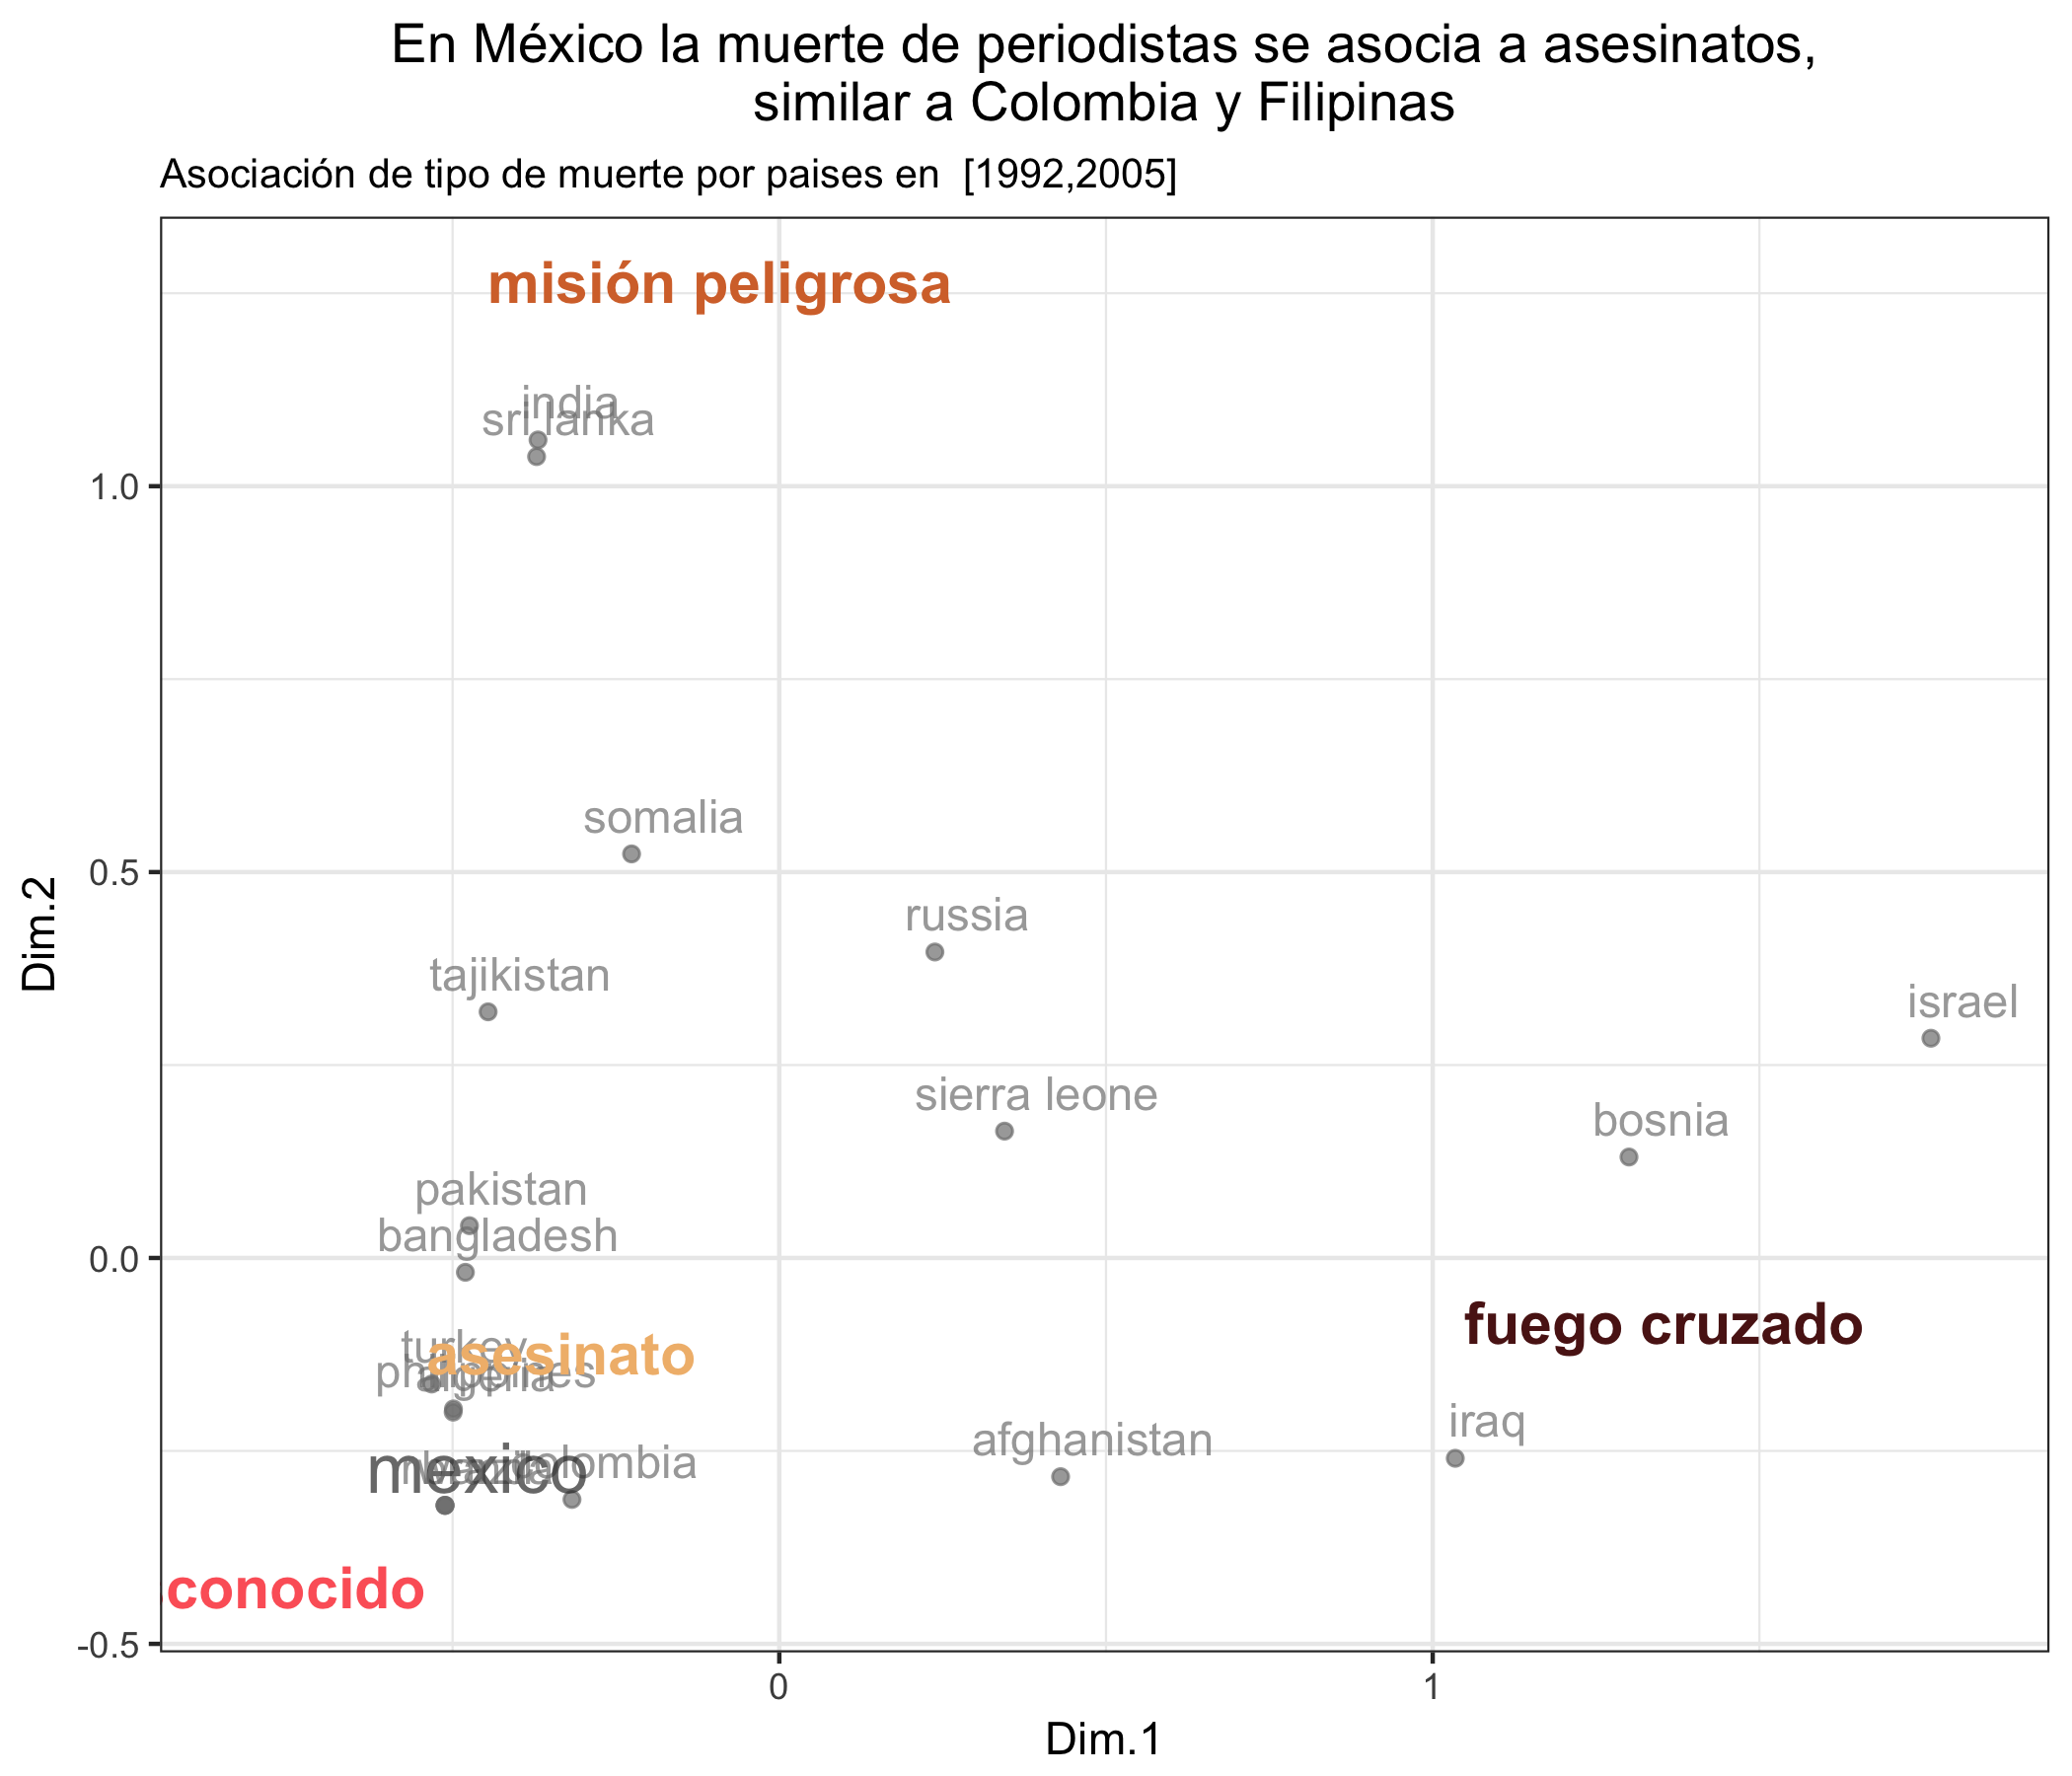 En México la muerte de periodistas se asocia a asesinatos,
similar a Colombia y Filipinas
Asociación de tipo de muerte por paises en  [1992,2005]
misión peligrosa
india
sri lanka
1.0
somalia
0.5
russia
Dim.2
tajikistan
israel
sierra leone
bosnia
pakistan
bangladesh
0.0
fuego cruzado
turkey
asesinato
philippines
iraq
afghanistan
colombia
mexico
conocido
-0.5
0
1
Dim.1